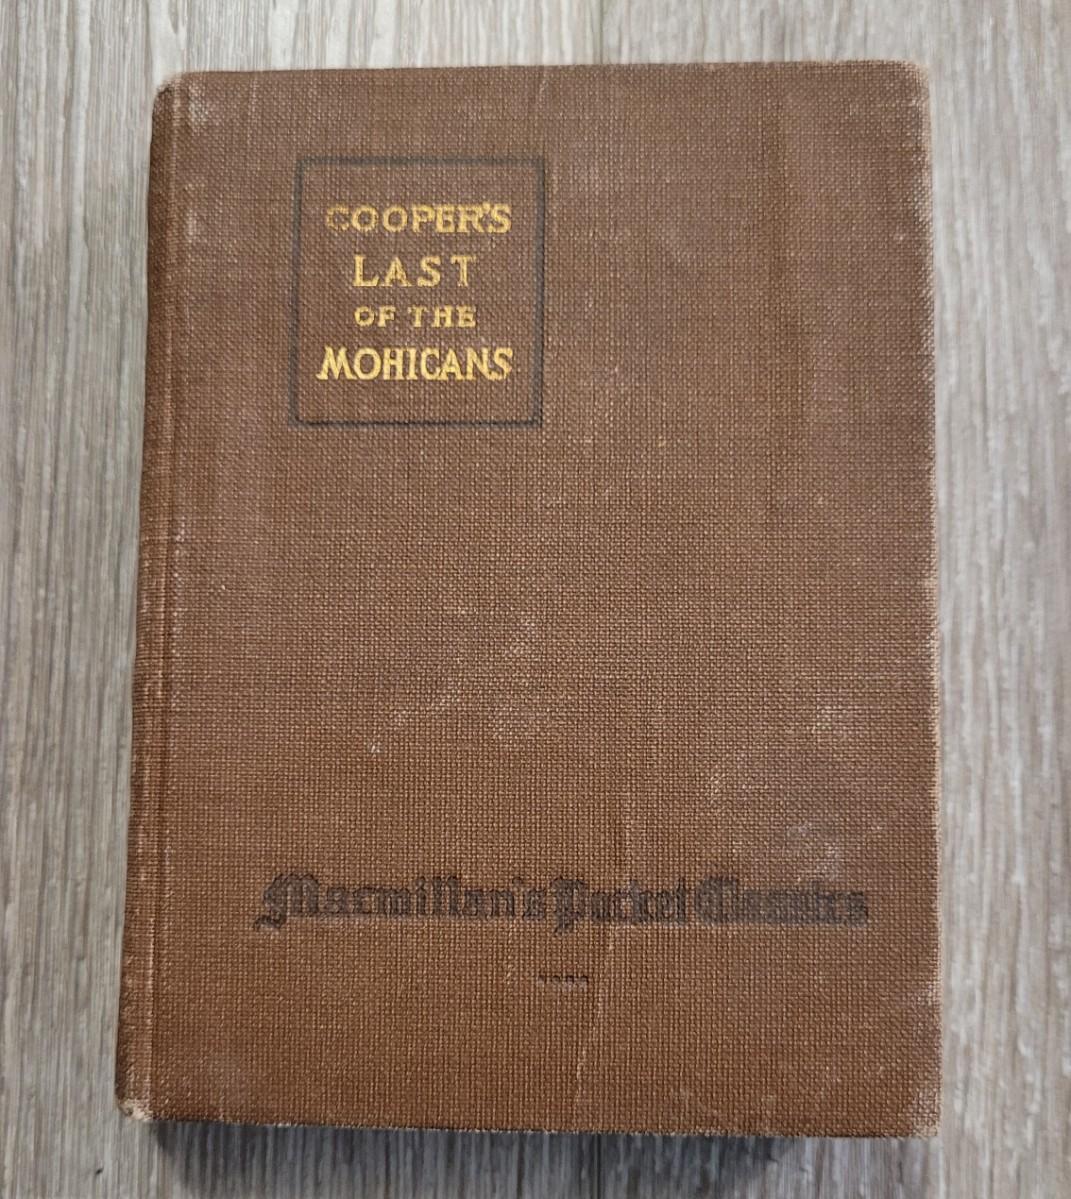 COOPER'S
LAST
OF THE
MOHICANS
Macmillan's Pocket Classics